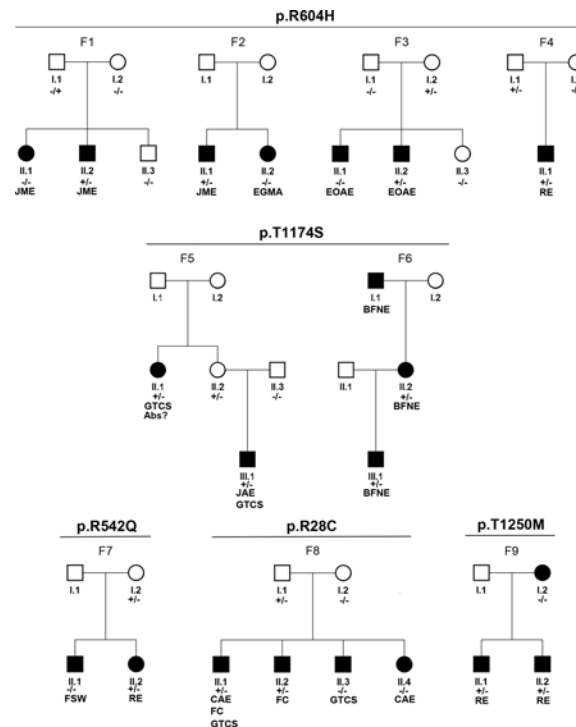 p.R604H
F1 F2 F3 F4
I.1 I.2 I.1 I.2 I.1 I.2 I.1 I.2
-/+ -/- -/- +/- +/-
II.1 II.2 II.3 II.1 II.2 II.1 II.2 II.3 II.1
-/- +/- -/- +/- -/- -/- +/- -/- +/-
JME JME JME EGMA EOAE EOAE RE
p.T1174S
F5 F6
I.1 I.2 I.1 I.2
BFNE
II.1 II.2 II.3 II.1 II.2
+/- +/- -/- +/-
GTCS BFNE
Abs?
III.1 III.1
+/- +/-
JAE BFNE
GTCS
p.R542Q p.R28C p.T1250M
F7 F8 F9
I.1 I.2 I.1 I.2 I.1 I.2
+/- +/- -/- -/-
II.1 II.2 II.1 II.2 II.3 II.4 II.1 II.2
-/- +/- +/- +/- -/- -/- +/- +/-
FSW RE CAE FC GTCS CAE RE RE
FC
GTCS